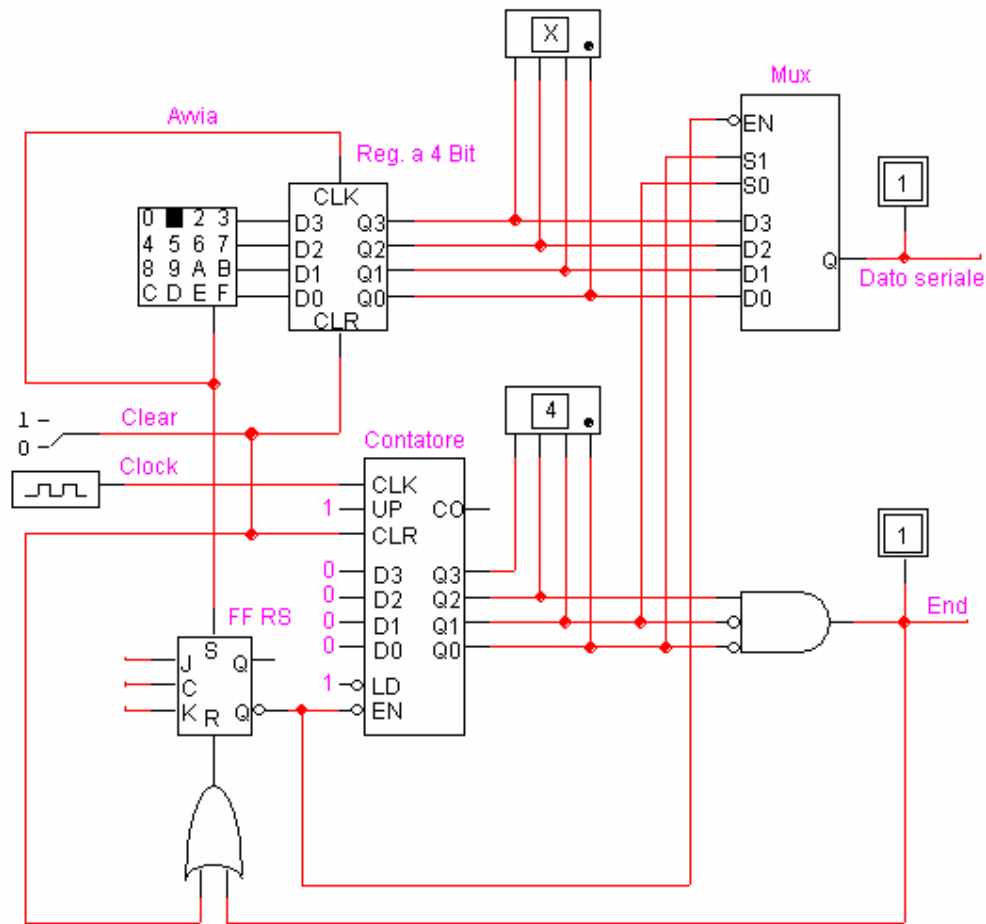 X
Mux
Avvia
EN
Reg. a 4 Bit
S1
CLK
S0
1
0 2 3
D3 Q3
D3
4 5 6 7
D2 Q2
D2
8 9 A B
D1 Q1
D1
Q
C D E F
D0 Q0
D0
Dato seriale
CLR
4
1
Clear
0
Contatore
Clock
CLK
1 UP CO
CLR
1
0 D3 Q3
0 D2 Q2
End
FF RS
0 D1 Q1
0 D0 Q0
S
J Q
C
1 LD
K R Q
EN